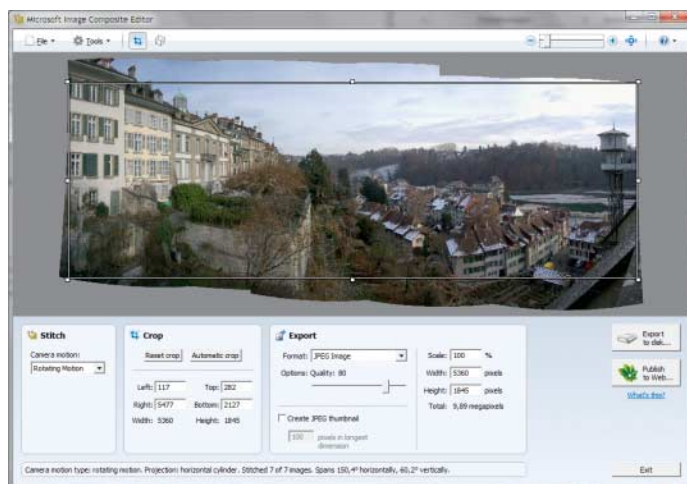 Microsoft Image Composite Editor
File Tools
Stitch
Camera motion:
Rotating Motion
Crop
Reset crop Automatic crop
Left: 117 Top: 282
Right: 5477 Bottom: 2127
Width: 5360 Height: 1845
Export
Format: JPEG Image
Options: Quality: 80
Create JPEG thumbnail
100 pixels in longest
dimension
Scale: 100 %
Width: 5360 pixels
Height: 1845 pixels
Total: 9,89 megapixels
Export
to disk...
Publish
to Web...
What's this?
Camera motion type: rotating motion. Projection: horizontal cylinder. Stitched 7 of 7 images. Spans 150,4° horizontally, 60,2° vertically.
Exit